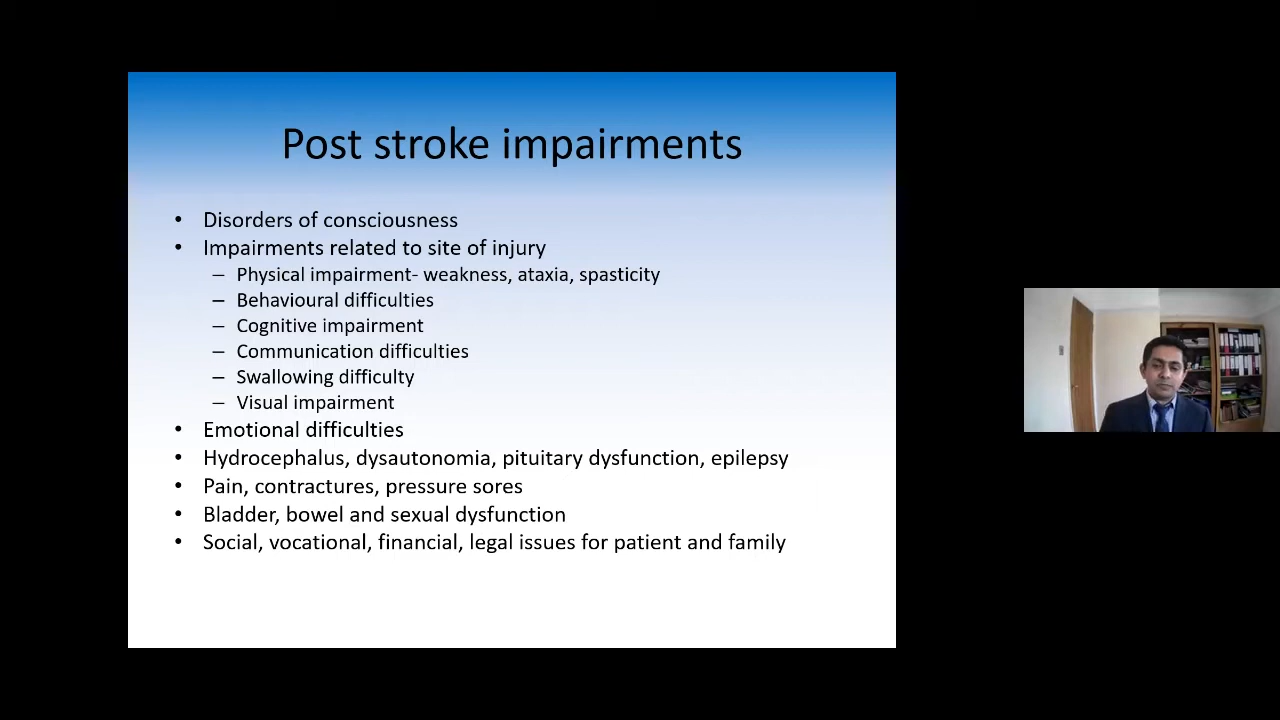 Post stroke impairments
• Disorders of consciousness
• Impairments related to site of injury
– Physical impairment- weakness, ataxia, spasticity
– Behavioural difficulties
– Cognitive impairment
– Communication difficulties
– Swallowing difficulty
– Visual impairment
• Emotional difficulties
• Hydrocephalus, dysautonomia, pituitary dysfunction, epilepsy
• Pain, contractures, pressure sores
• Bladder, bowel and sexual dysfunction
• Social, vocational, financial, legal issues for patient and family